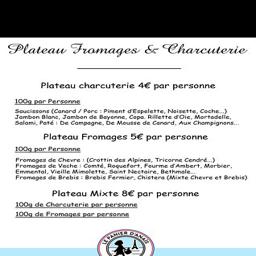 Plateau Fromages & Charcuterie
Plateau charcuterie 4€ par personne
100g par Personne
Saucissons (Canard / Porc : Piment d'Espelette, Noisette, Coche...)
Jambon Blanc, Jambon de Bayonne, Copa, Rillette d'Oie, Mortadelle,
Salami, Paté : De Campagne, De Mousse de Canard, Aux Champignons...
Plateau Fromages 5€ par personne
100g par Personne
Fromages de Chevre : (Crottin des Alpines, Tricorne Cendré...)
Fromages de Vache : Comté, Roquefort, Fourme d'Ambert, Morbier,
Emmental, Vieille Mimolette, Saint Nectaire, Bethmale...
Fromages de Brebis : Brebis Fermier, Chistera (Mixte Chevre et Brebis)
Plateau Mixte 8€ par personne
100g de Charcuterie par personne
100g de Fromages par personne
LE PANIER D'ANAÏS